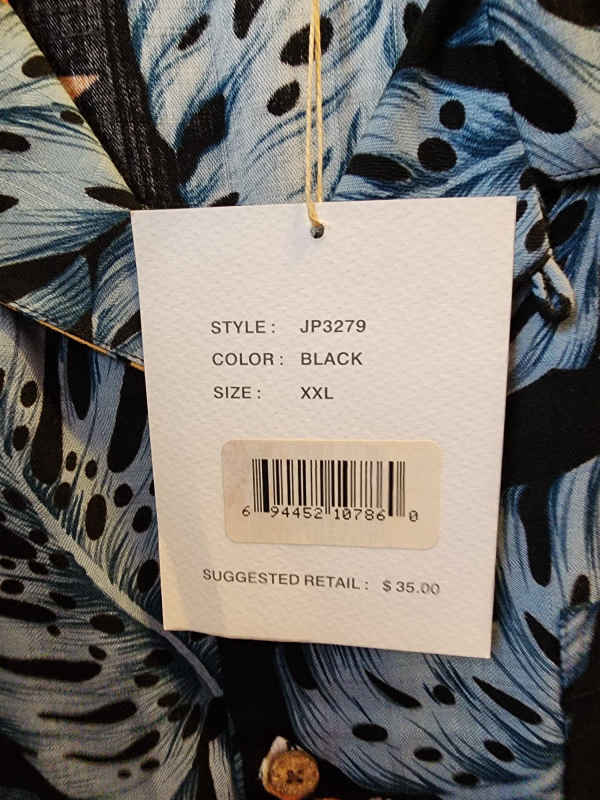 STYLE : JP3279
COLOR : BLACK
SIZE : XXL
6 94452 10786 0
SUGGESTED RETAIL : $ 35.00